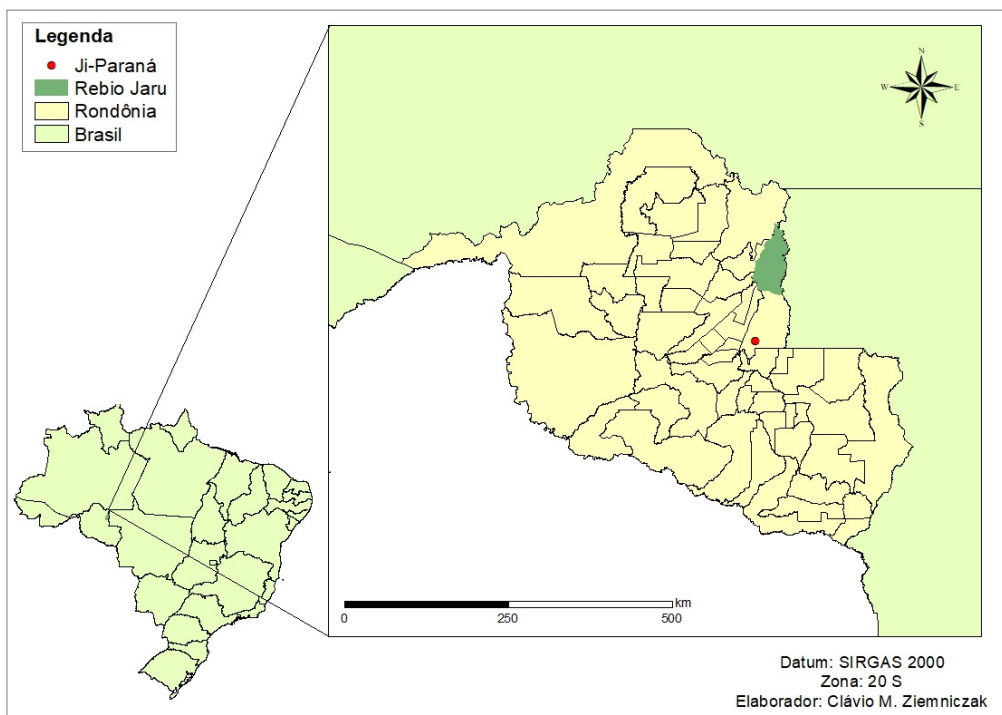 Legenda
Ji-Paraná
Rebio Jaru
Rondônia
Brasil
N
W E
S
km
0 250 500
Datum: SIRGAS 2000
Zona: 20 S
Elaborador: Clávio M. Ziemniczak